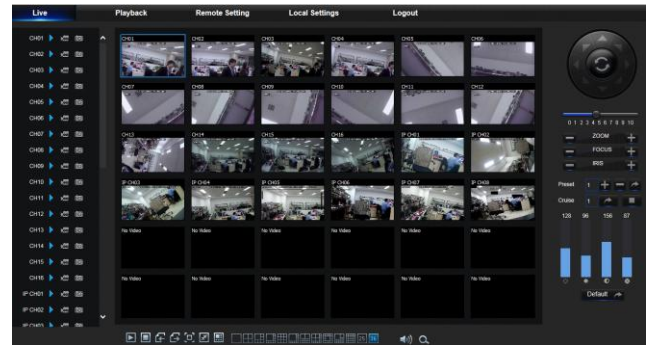 Live Playback Remote Setting Local Settings Logout
CH01
CH02
CH03
CH04
CH05
CH06
CH07
CH08
CH09
CH10
CH11
CH12
CH13
CH14
CH15
CH16
IP CH01
IP CH02
IP CH03
CH01 CH02 CH03 CH04 CH05 CH06
CH07 CH08 CH09 CH10 CH11 CH12
CH13 CH14 CH15 CH16 IP CH01 IP CH02
IP CH03 IP CH04 IP CH05 IP CH06 IP CH07 IP CH08
No Video No Video No Video No Video No Video No Video
No Video No Video No Video No Video No Video No Video
0 1 2 3 4 5 6 7 8 9 10
ZOOM
FOCUS
IRIS
Preset 1
Cruise 1
128 96 156 87
Default